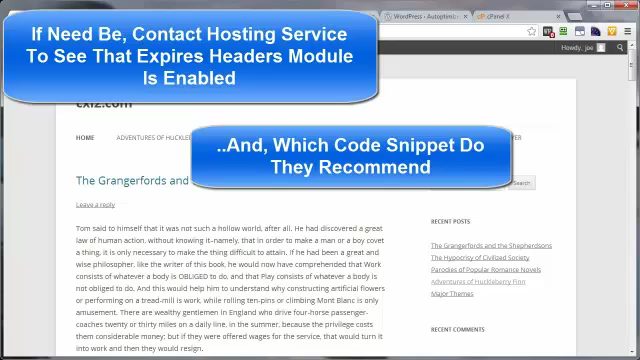 If Need Be, Contact Hosting Service
To See That Expires Headers Module
Is Enabled
WordPress › Autoptimize
cPanel X
Howdy, joe
cxf2.com
HOME
ADVENTURES OF HUCKLEB
..And, Which Code Snippet Do
They Recommend
The Grangerfords and
Search
Leave a reply
Tom said to himself that it was not such a hollow world, after all. He had discovered a great
law of human action, without knowing it–namely, that in order to make a man or a boy covet
a thing, it is only necessary to make the thing difficult to attain. If he had been a great and
wise philosopher, like the writer of this book, he would now have comprehended that Work
consists of whatever a body is OBLIGED to do, and that Play consists of whatever a body is
not obliged to do. And this would help him to understand why constructing artificial flowers
or performing on a tread-mill is work, while rolling ten-pins or climbing Mont Blanc is only
amusement. There are wealthy gentlemen in England who drive four-horse passenger-
coaches twenty or thirty miles on a daily line, in the summer, because the privilege costs
them considerable money; but if they were offered wages for the service, that would turn it
into work and then they would resign.
RECENT POSTS
The Grangerfords and the Shepherdsons
The Hypocrisy of Civilized Society
Parodies of Popular Romance Novels
Adventures of Huckleberry Finn
Major Themes
RECENT COMMENTS